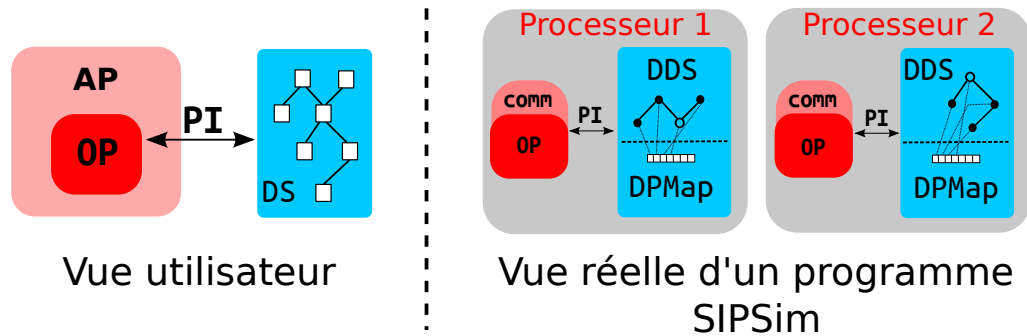 AP
OP
PI
DS
Vue utilisateur
Processeur 1
comm
OP
PI
DDS
DPMap
Processeur 2
comm
OP
PI
DDS
DPMap
Vue réelle d'un programme
SIPSim